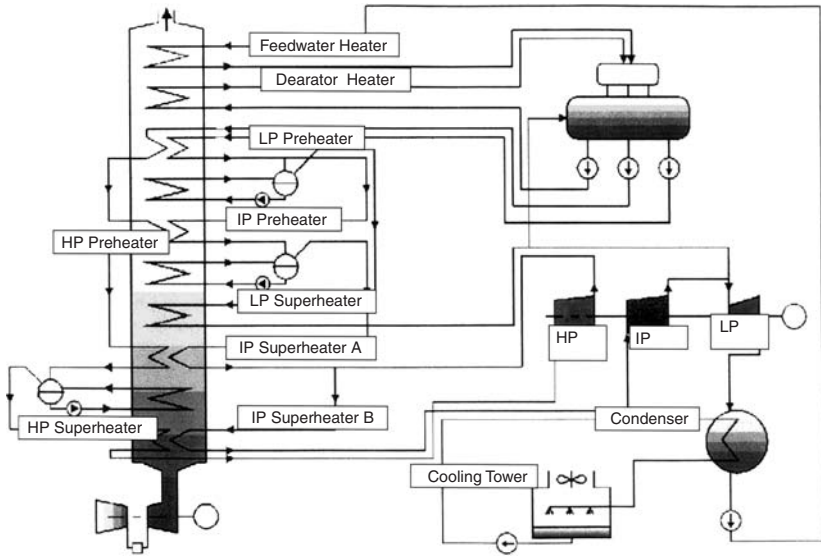 Feedwater Heater
Dearator Heater
LP Preheater
IP Preheater
HP Preheater
LP Superheater
HP
IP
LP
IP Superheater A
IP Superheater B
Condenser
HP Superheater
Cooling Tower